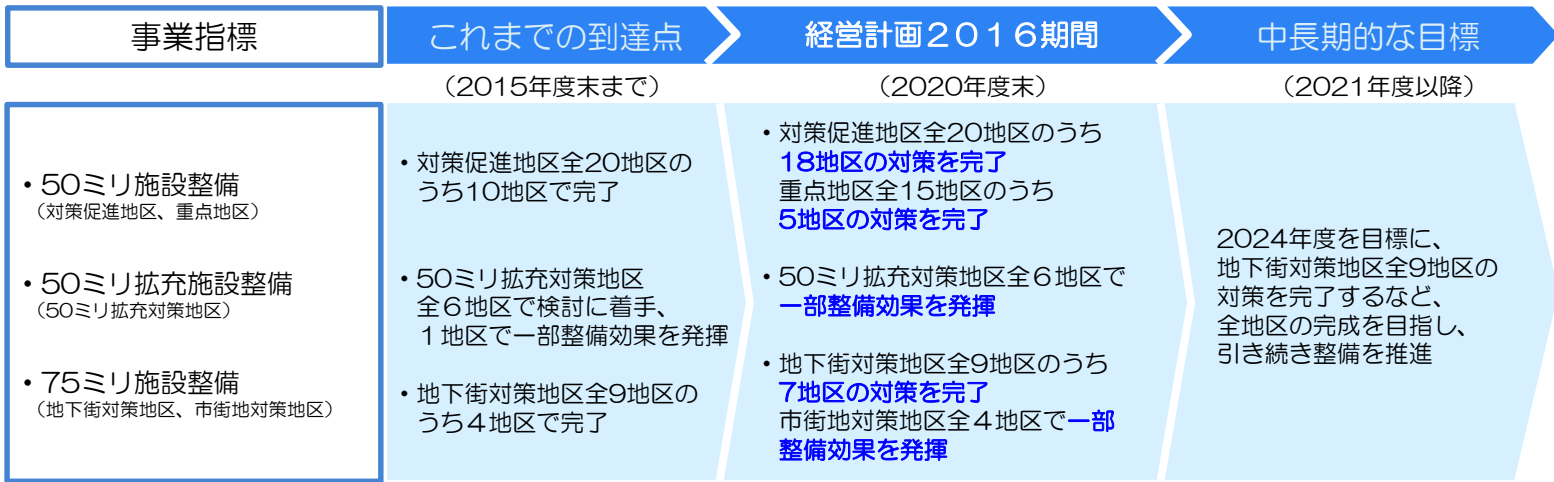 事業指標
これまでの到達点
経営計画2016期間
中長期的な目標
(2015年度末まで)
(2020年度末)
(2021年度以降)
・50ミリ施設整備
(対策促進地区、重点地区)
・50ミリ拡充施設整備
(50ミリ拡充対策地区)
・75ミリ施設整備
(地下街対策地区、市街地対策地区)
・対策促進地区全20地区の
うち10地区で完了
・50ミリ拡充対策地区
全6地区で検討に着手、
1地区で一部整備効果を発揮
・地下街対策地区全9地区の
うち4地区で完了
・対策促進地区全20地区のうち
18地区の対策を完了
重点地区全15地区のうち
5地区の対策を完了
・50ミリ拡充対策地区全6地区で
一部整備効果を発揮
・地下街対策地区全9地区のうち
7地区の対策を完了
市街地対策地区全4地区で一部
整備効果を発揮
2024年度を目標に、
地下街対策地区全9地区の
対策を完了するなど、
全地区の完成を目指し、
引き続き整備を推進